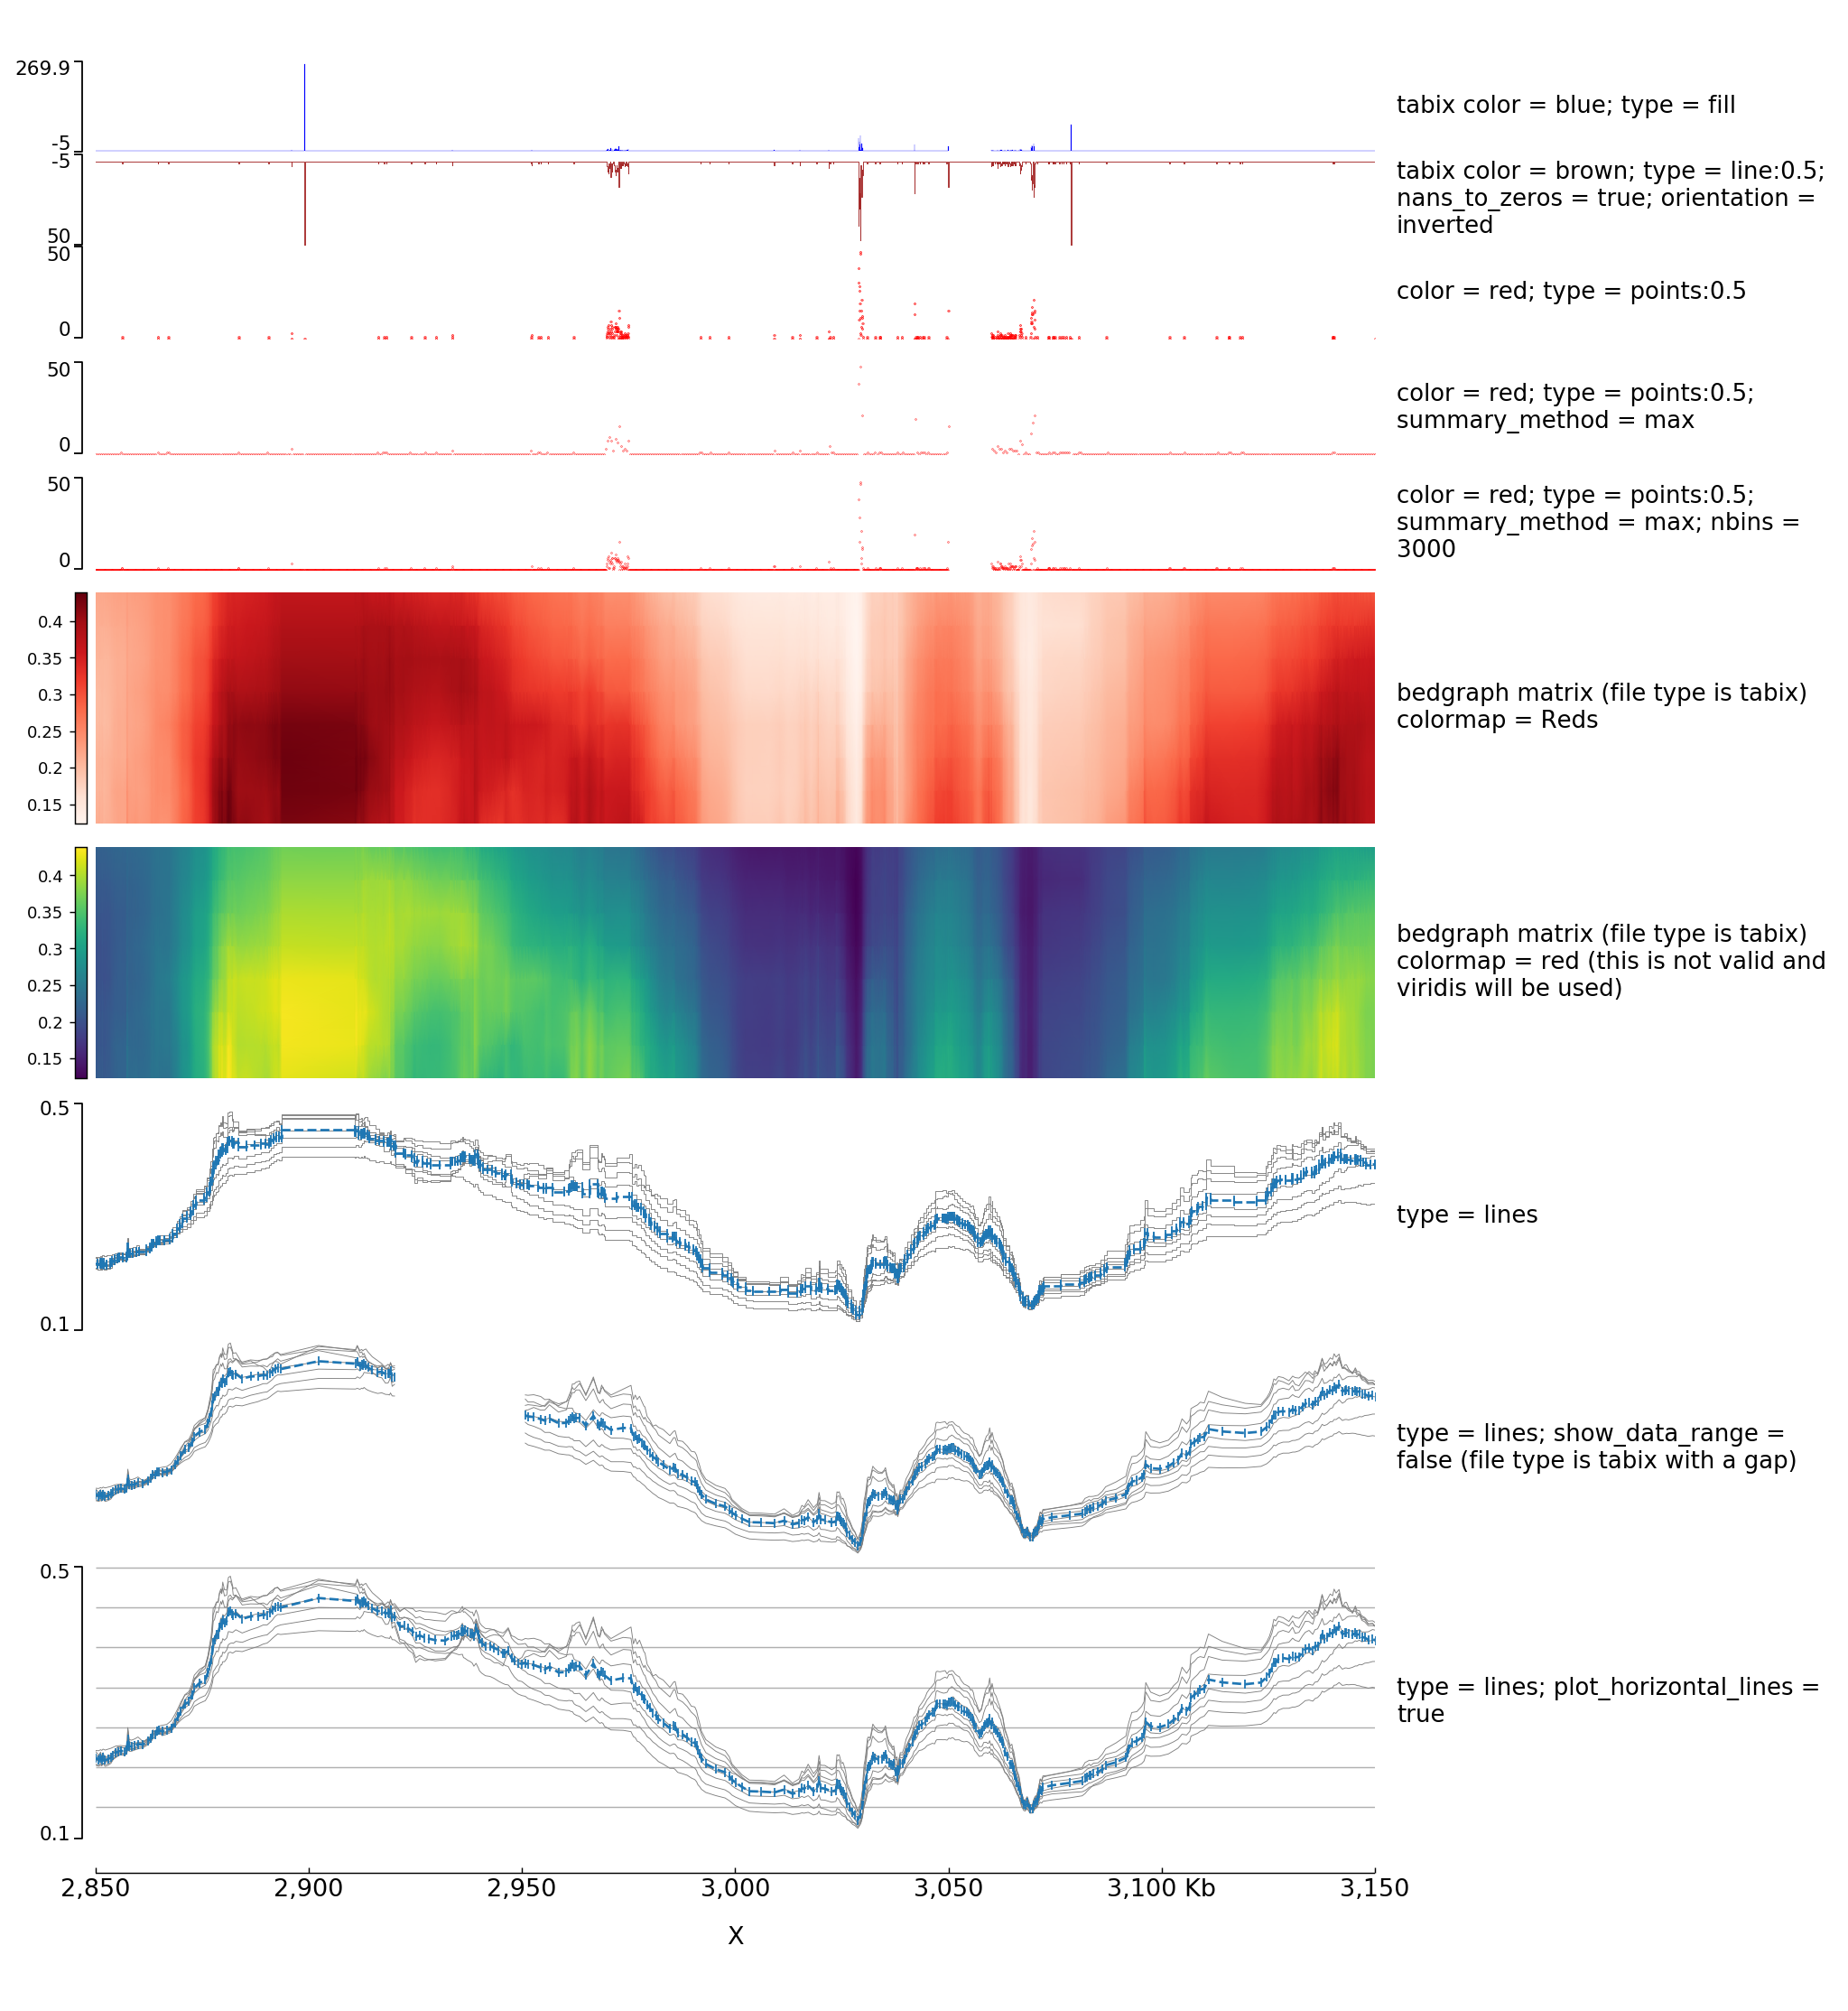 269.9
-5
tabix color = blue; type = fill
-5
50
tabix color = brown; type = line:0.5;
nans_to_zeros = true; orientation =
inverted
50
0
color = red; type = points:0.5
50
0
color = red; type = points:0.5;
summary_method = max
50
0
color = red; type = points:0.5;
summary_method = max; nbins =
3000
0.4
0.35
0.3
0.25
0.2
0.15
bedgraph matrix (file type is tabix)
colormap = Reds
0.4
0.35
0.3
0.25
0.2
0.15
bedgraph matrix (file type is tabix)
colormap = red (this is not valid and
viridis will be used)
0.5
0.1
type = lines
type = lines; show_data_range =
false (file type is tabix with a gap)
0.5
0.1
type = lines; plot_horizontal_lines =
true
2,850 2,900 2,950 3,000 3,050 3,100 Kb 3,150
X